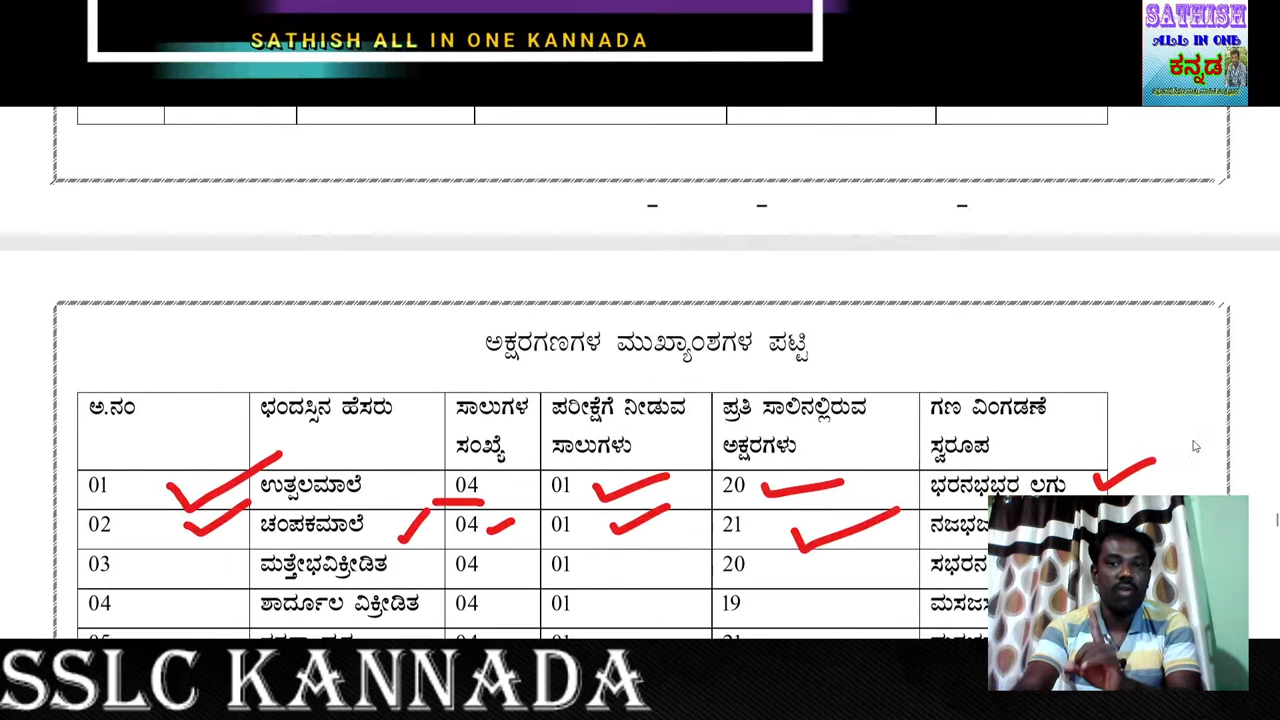 SATHISH ALL IN ONE KANNADA
SATHISH
ALL IN ONE
ಕನ್ನಡ
ಅಕ್ಷರಗಣಗಳ ಮುಖ್ಯಾಂಶಗಳ ಪಟ್ಟಿ
ಅ.ನಂ ಛಂದಸ್ಸಿನ ಹೆಸರು ಸಾಲುಗಳ ಸಂಖ್ಯೆ ಪರೀಕ್ಷೆಗೆ ನೀಡುವ ಸಾಲುಗಳು ಪ್ರತಿ ಸಾಲಿನಲ್ಲಿರುವ ಅಕ್ಷರಗಳು ಗಣ ವಿಂಗಡಣೆ ಸ್ವರೂಪ
01 ಉತ್ಪಲಮಾಲೆ 04 01 20 ಭರನಭಭರ ಲಗು
02 ಚಂಪಕಮಾಲೆ 04 01 21
03 ಮತ್ತೇಭವಿಕ್ರೀಡಿತ 04 01 20
04 ಶಾರ್ದೂಲ ವಿಕ್ರೀಡಿತ 04 01 19
SSLC KANNADA